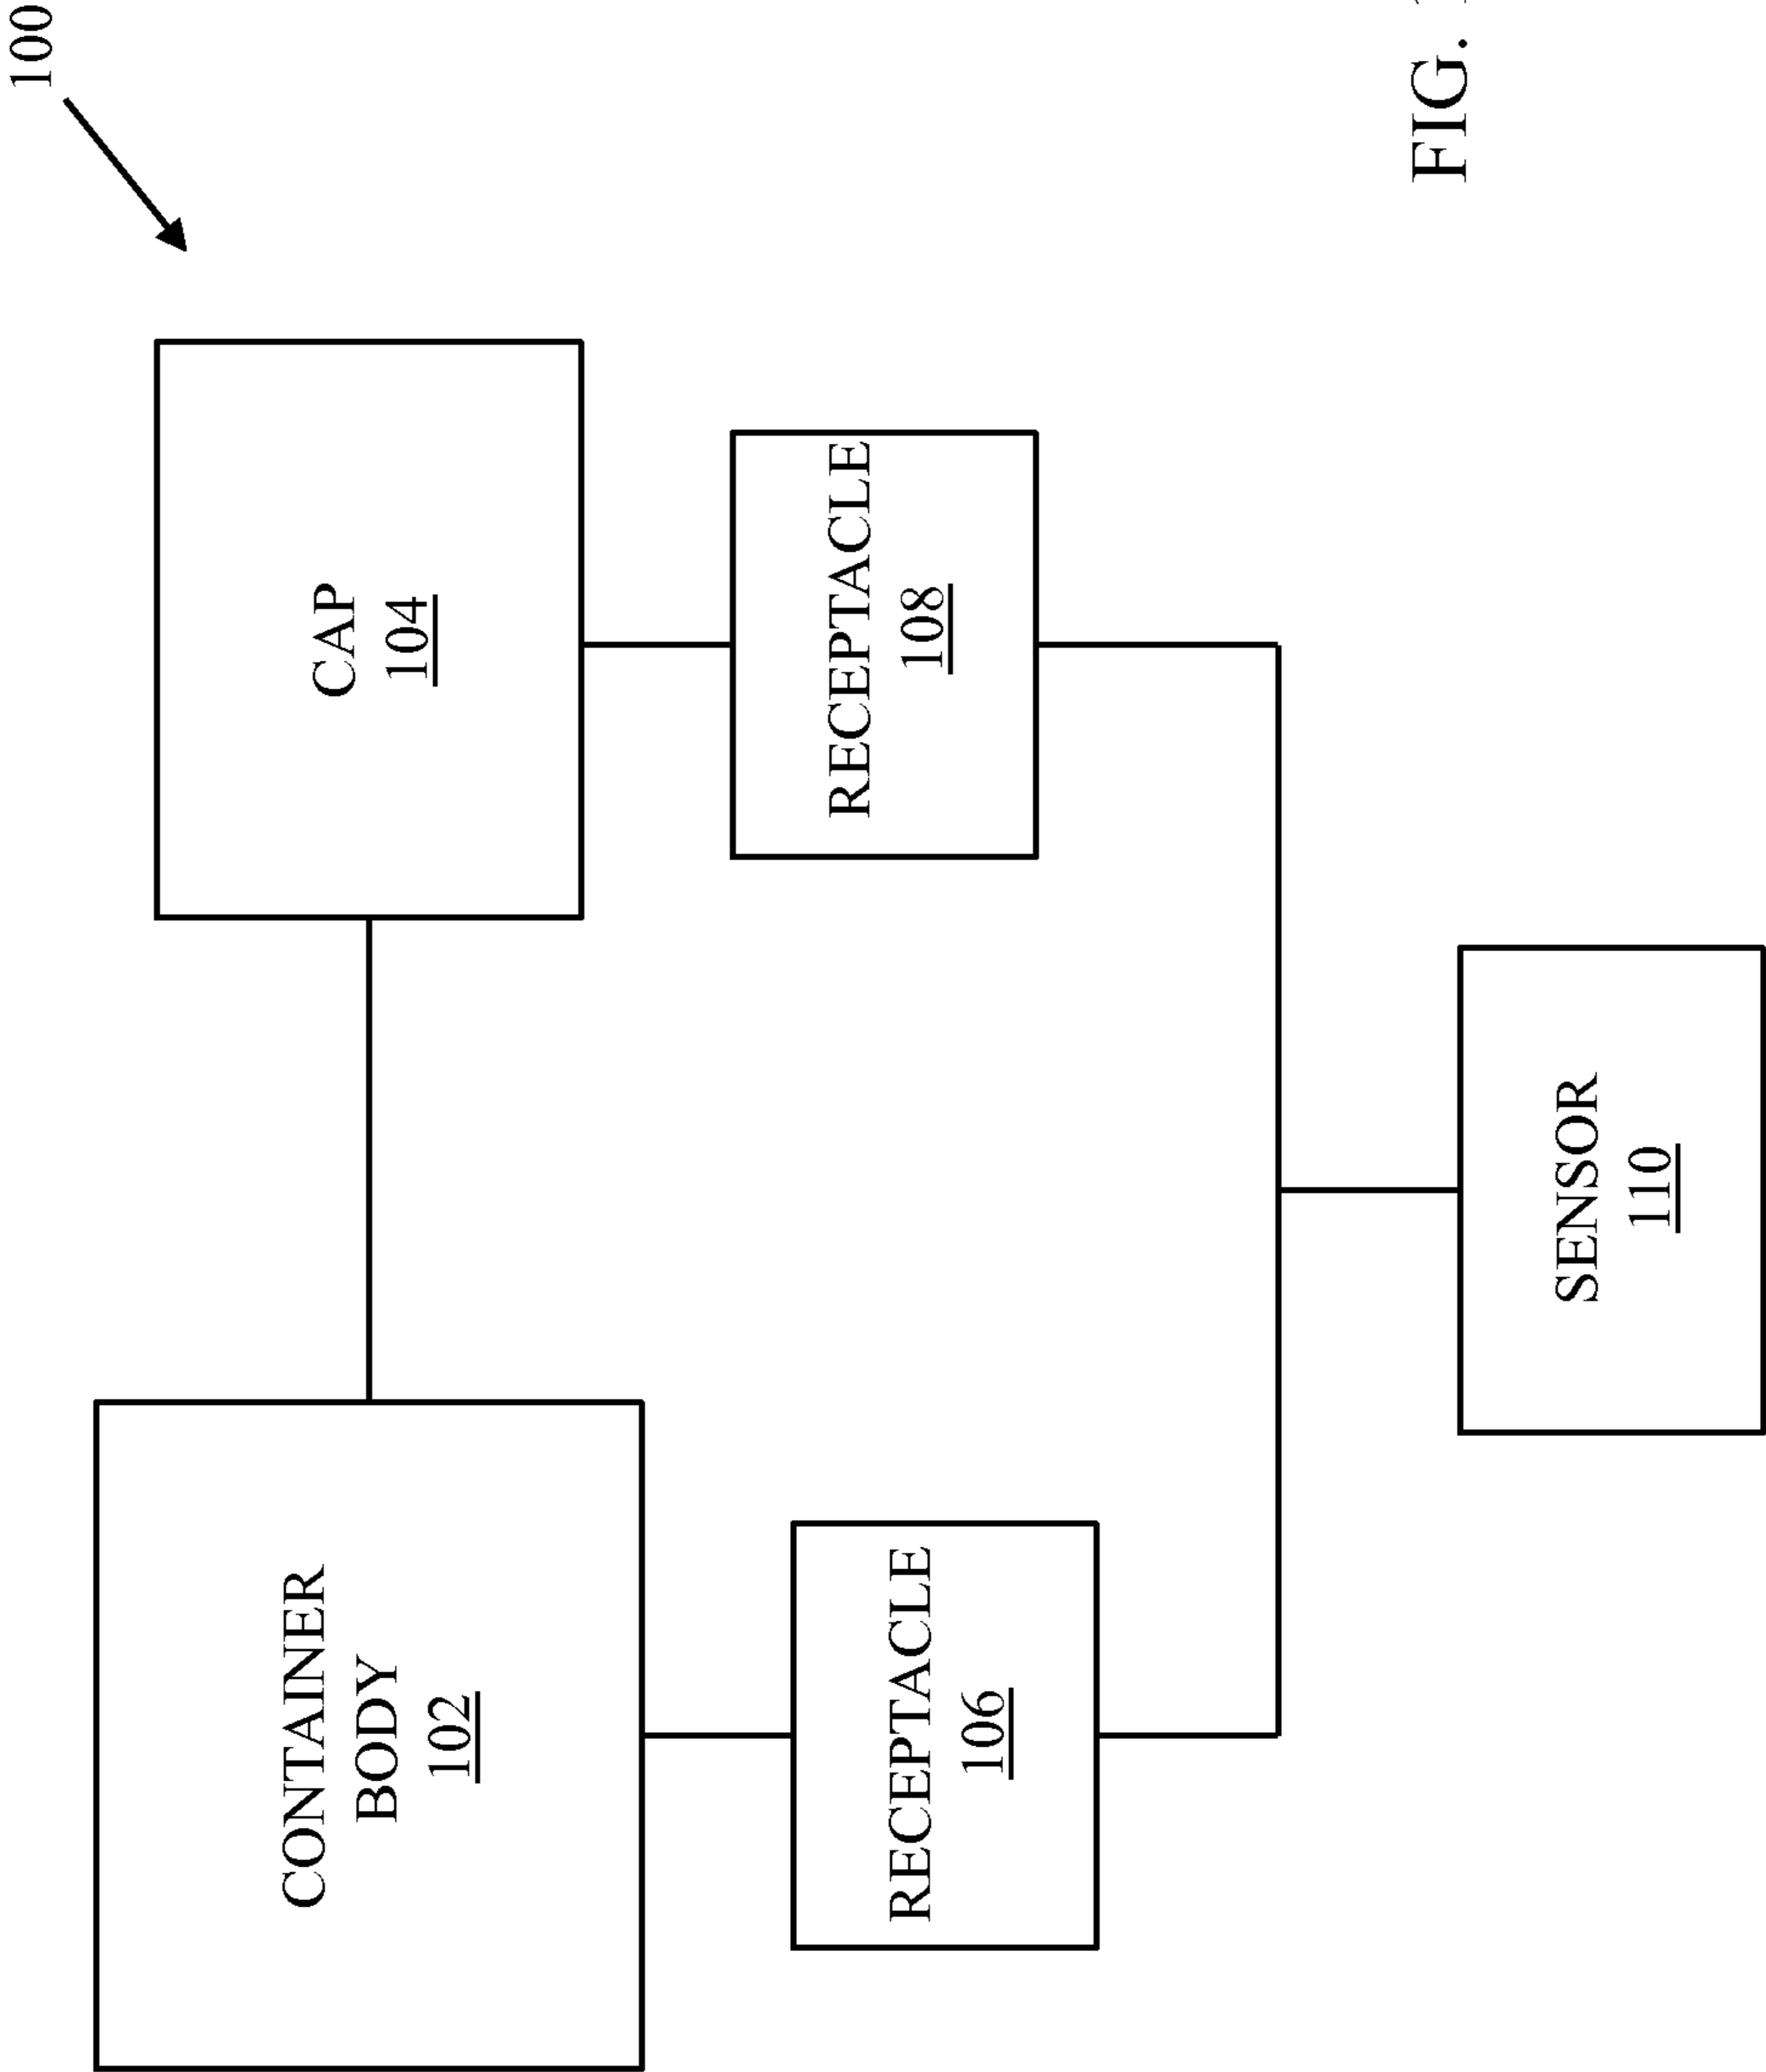 100
CONTAINER
BODY
102
CAP
104
RECEPTACLE
106
RECEPTACLE
108
SENSOR
110
FIG.